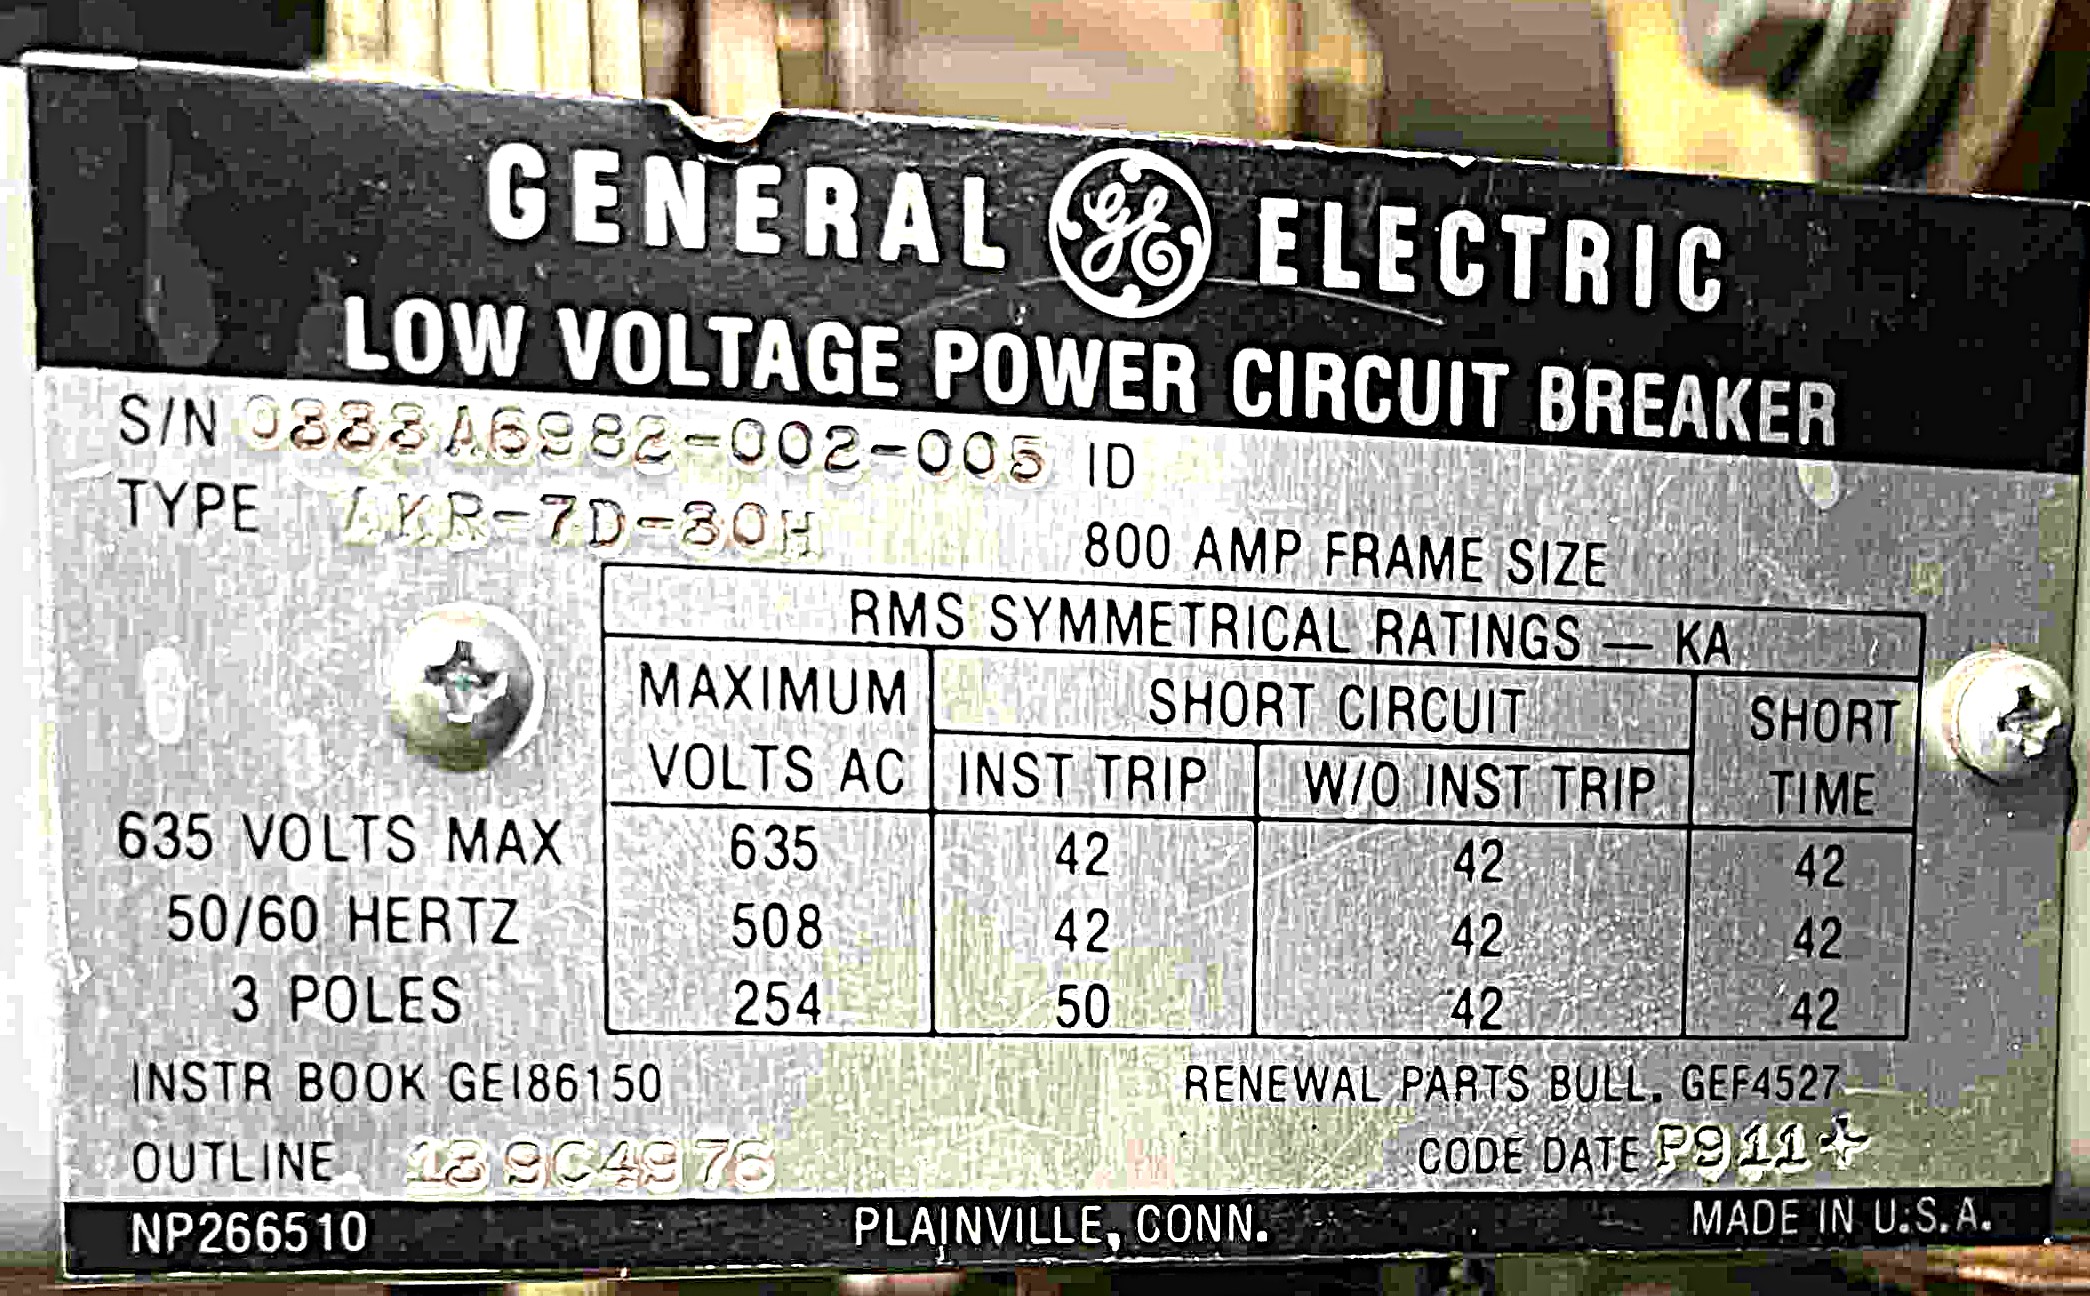 GENERAL GE ELECTRIC
LOW VOLTAGE POWER CIRCUIT BREAKER
S/N ID
TYPE AKR-7D-30H
800 AMP FRAME SIZE
RMS SYMMETRICAL RATINGS — KA
MAXIMUM VOLTS AC SHORT CIRCUIT SHORT TIME
INST TRIP W/O INST TRIP
635 VOLTS MAX 635 42 42 42
50/60 HERTZ 508 42 42 42
3 POLES 254 50 42 42
INSTR BOOK GEI86150 RENEWAL PARTS BULL. GEF4527
OUTLINE CODE DATE P911+
NP266510 PLAINVILLE, CONN. MADE IN U.S.A.